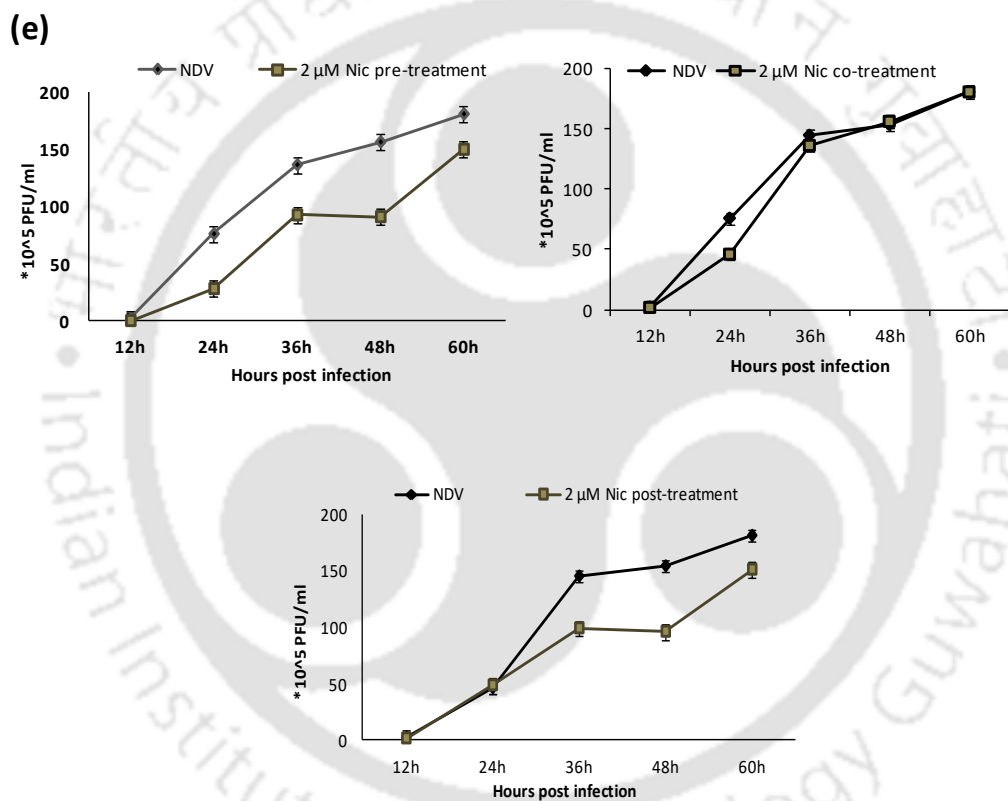 (e)
NDV 2 µM Nic pre-treatment
200
150
100
50
0
*10^5 PFU/ml
12h 24h 36h 48h 60h
Hours post infection
NDV 2 µM Nic co-treatment
200
150
100
50
0
*10^5 PFU/ml
12h 24h 36h 48h 60h
Hours post infection
NDV 2 µM Nic post-treatment
200
150
100
50
0
*10^5 PFU/ml
12h 24h 36h 48h 60h
Hours post infection
Indian Institute
Guwahati